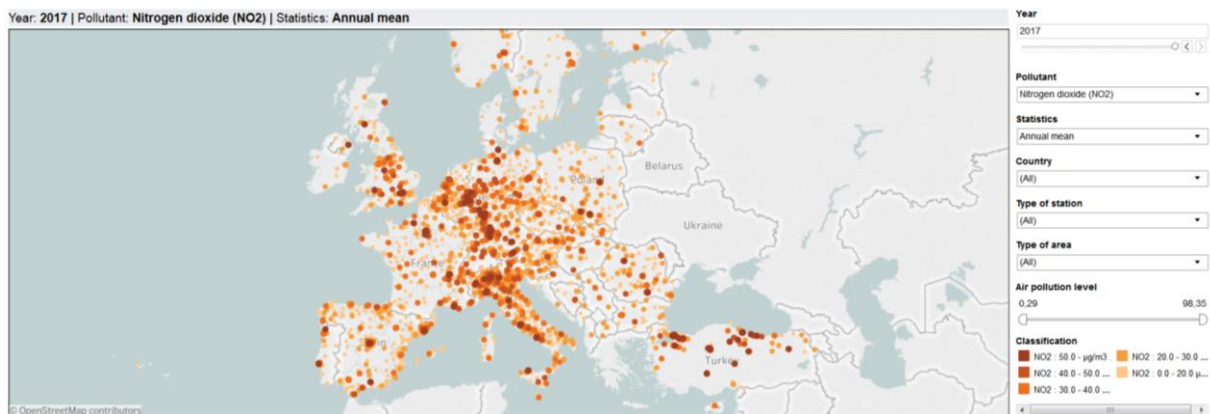 Year: 2017 | Pollutant: Nitrogen dioxide (NO2) | Statistics: Annual mean
Belarus
Poland
Ukraine
France
Spain
Turkey
© OpenStreetMap contributors
Year
2017
Pollutant
Nitrogen dioxide (NO2)
Statistics
Annual mean
Country
(All)
Type of station
(All)
Type of area
(All)
Air pollution level
0,29 98,35
Classification
NO2 : 50.0 - µg/m3 . NO2 : 20.0 - 30.0 ...
NO2 : 40.0 - 50.0 ... NO2 : 0.0 - 20.0 µ...
NO2 : 30.0 - 40.0 ...